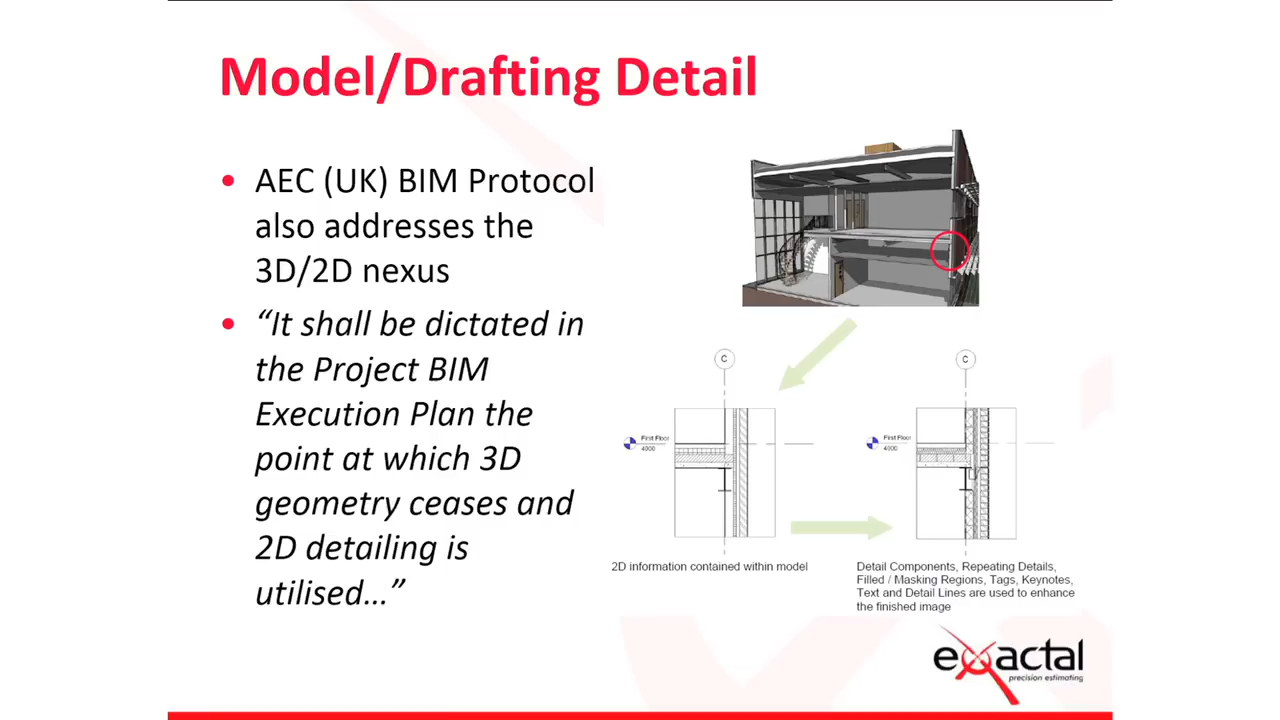 Model/Drafting Detail
• AEC (UK) BIM Protocol
also addresses the
3D/2D nexus
• “It shall be dictated in
the Project BIM
Execution Plan the
point at which 3D
geometry ceases and
2D detailing is
utilised…”
C
First Floor
4000
2D information contained within model
C
First Floor
4000
Detail Components, Repeating Details,
Filled / Masking Regions, Tags, Keynotes,
Text and Detail Lines are used to enhance
the finished image
exactal
precision estimating